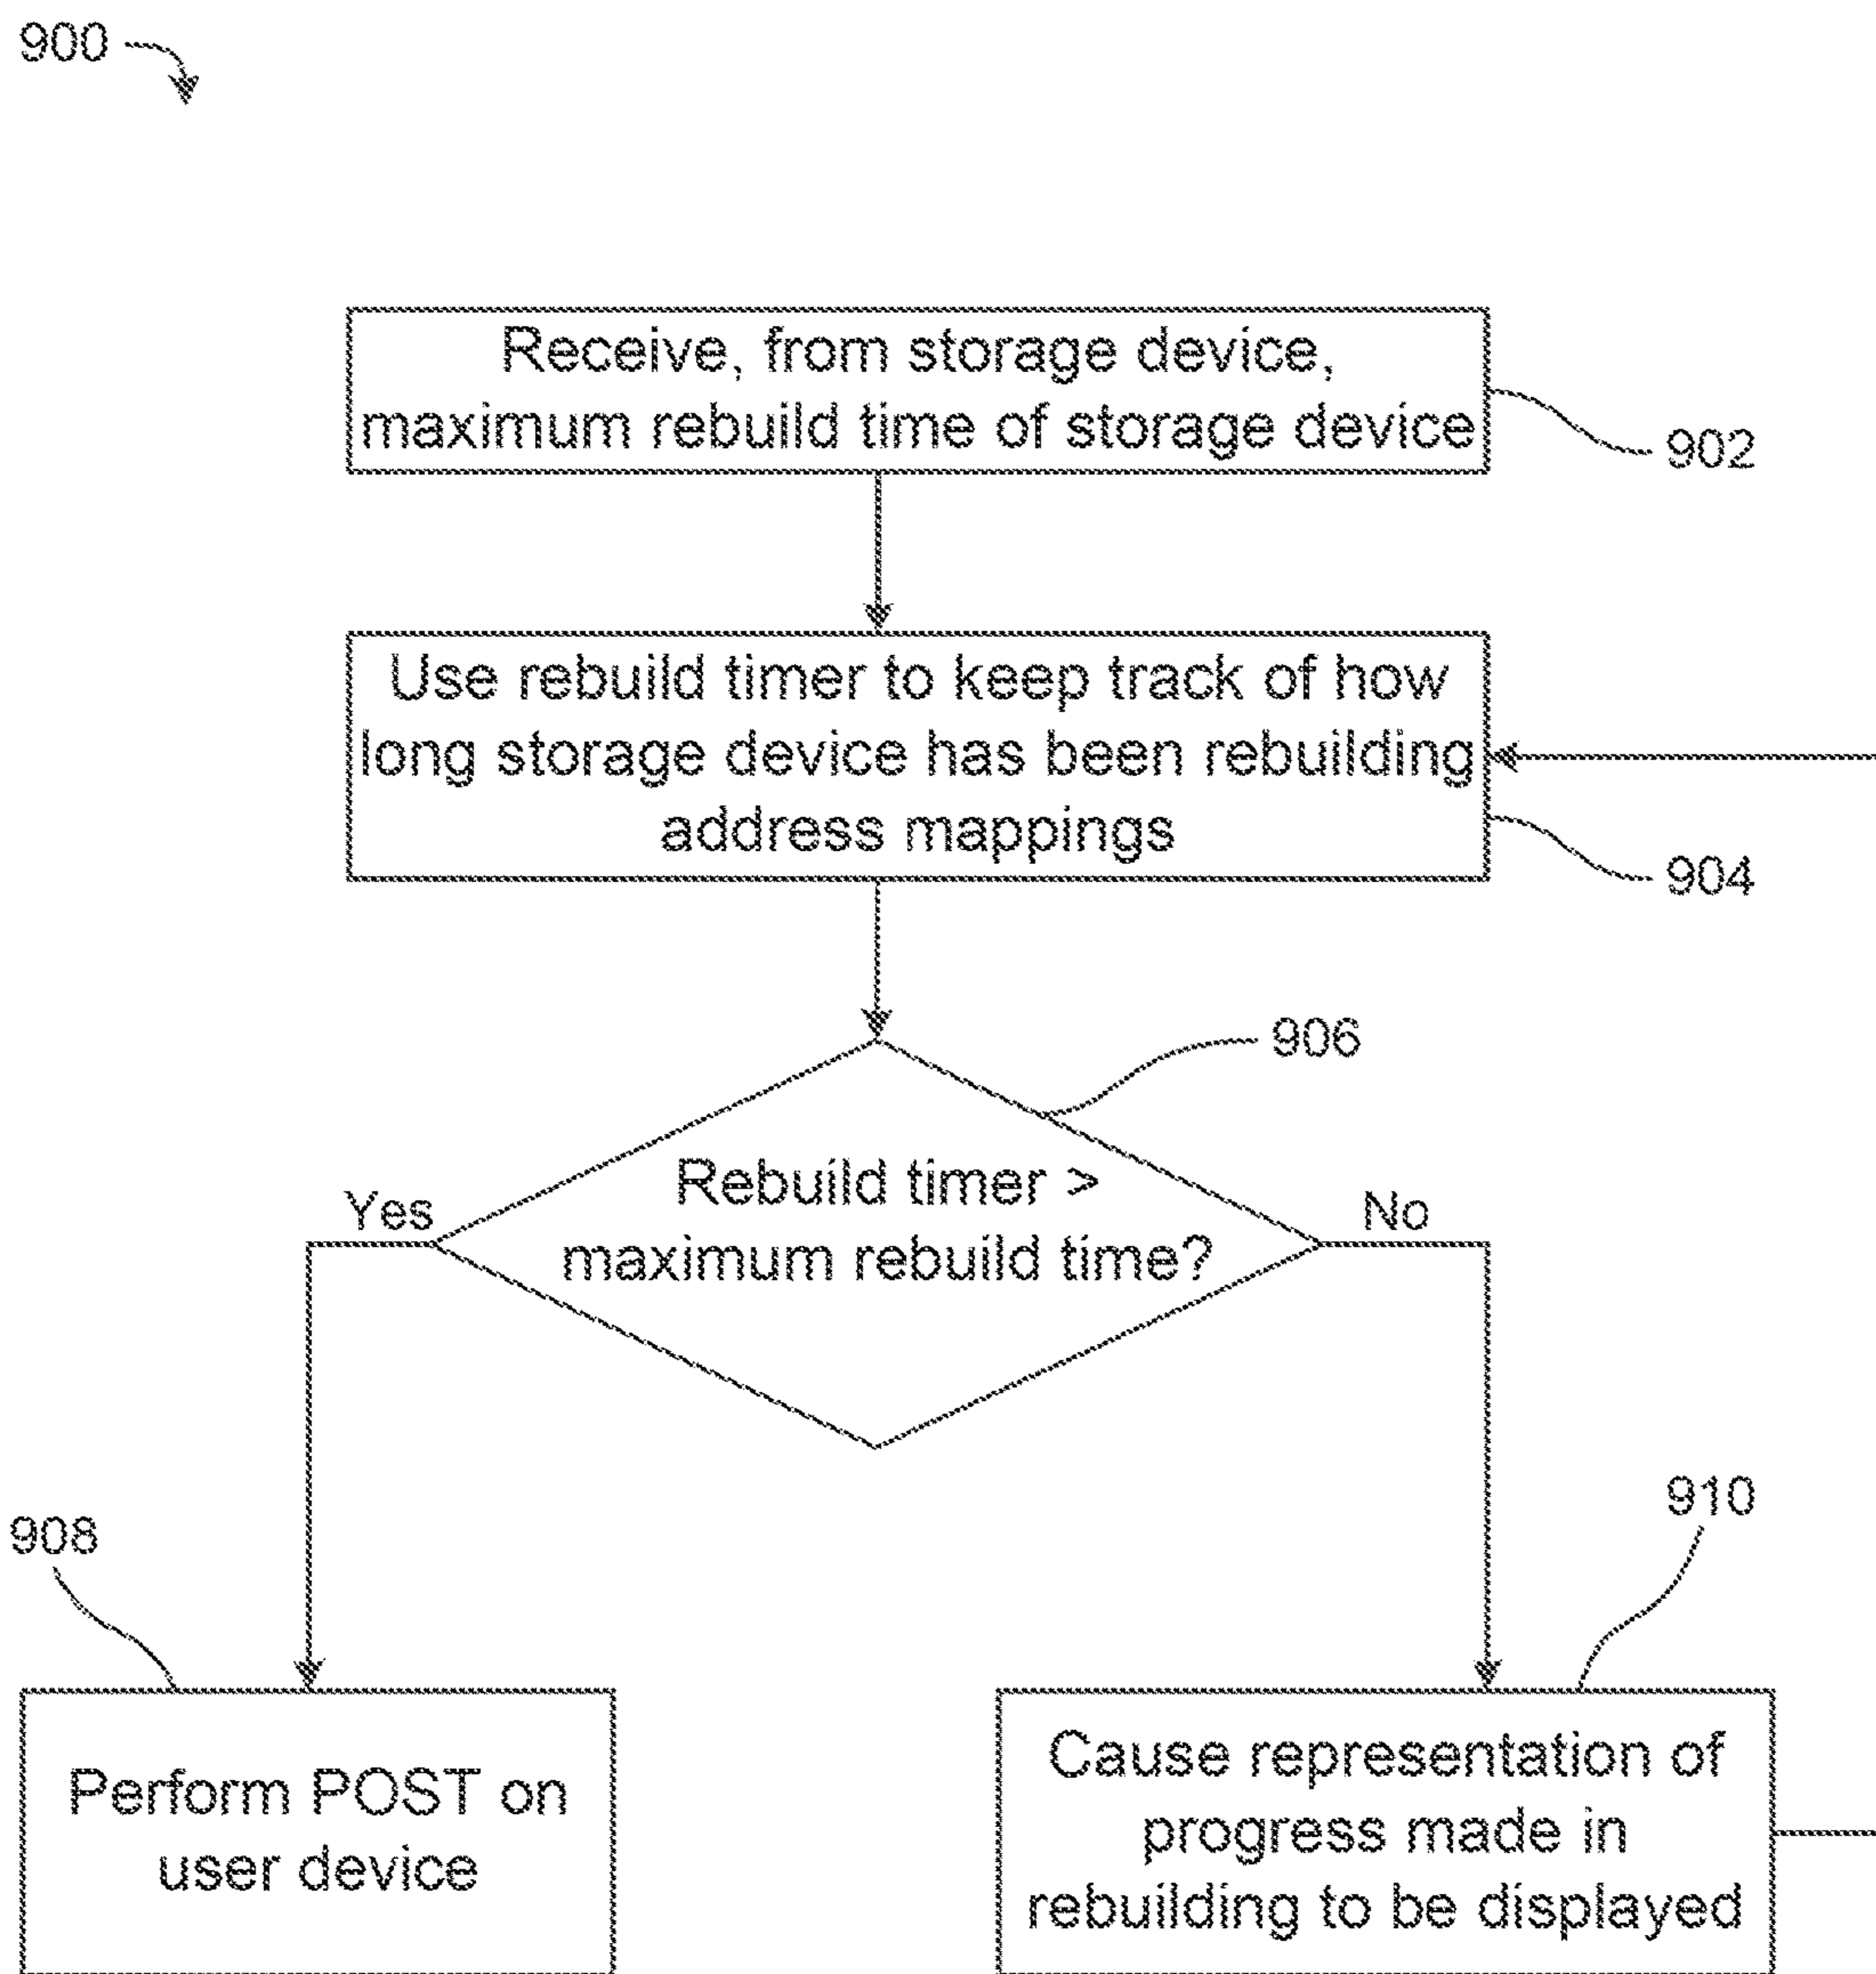 900
Receive, from storage device,
maximum rebuild time of storage device
902
Use rebuild timer to keep track of how
long storage device has been rebuilding
address mappings
904
906
Rebuild timer >
maximum rebuild time?
Yes
No
908
910
Perform POST on
user device
Cause representation of
progress made in
rebuilding to be displayed